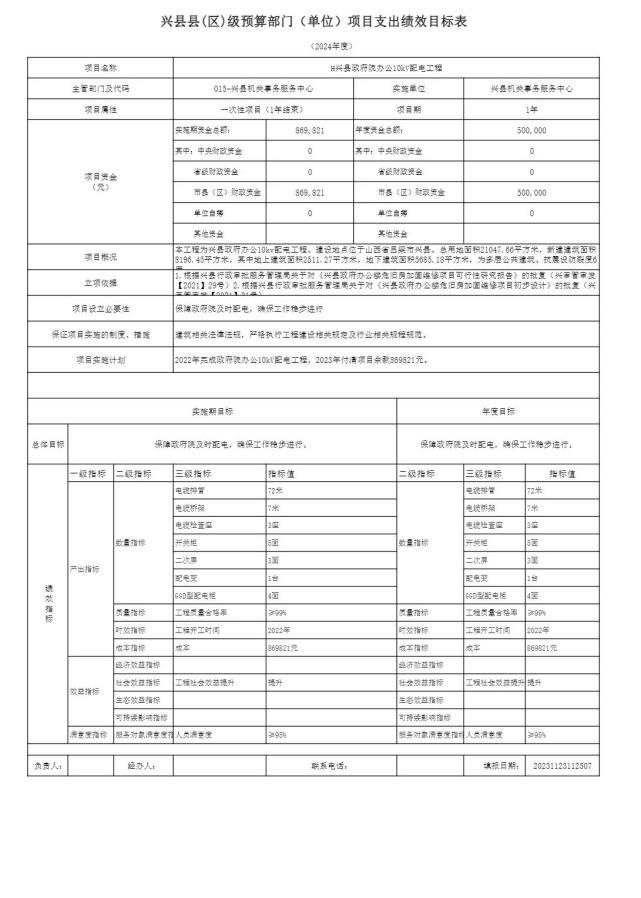 兴县县(区)级预算部门（单位）项目支出绩效目标表
（2024年度）
项目名称 H兴县政府院办公10kV配电工程
主管部门及代码 015-兴县机关事务服务中心 实施单位 兴县机关事务服务中心
项目属性 一次性项目（1年结束） 项目期 1年
项目资金（元） 实施期资金总额： 869,821 年度资金总额： 500,000
其中：中央财政资金 0 其中：中央财政资金 0
省级财政资金 0 省级财政资金 0
市县（区）财政资金 869,821 市县（区）财政资金 500,000
单位自筹 0 单位自筹 0
其他资金 其他资金
项目概况 本工程为兴县政府办公10kv配电工程。建设地点位于山西省吕梁市兴县。总用地面积21047.66平方米，新建建筑面积
8196.45平方米，其中地上建筑面积2511.27平方米，地下建筑面积5685.18平方米，为多层公共建筑。抗震设防裂度6
立项依据 1.根据兴县行政审批服务管理局关于对《兴县政府办公楼危旧房加固维修项目可行性研究报告》的批复（兴审管审发
【2021】29号）2.根据兴县行政审批服务管理局关于对《兴县政府办公楼危旧房加固维修项目初步设计》的批复（兴
项目设立必要性 保障政府院及时配电，确保工作稳步进行
保证项目实施的制度、措施 建筑相关法律法规，严格执行工程建设相关规定及行业相关规程规范。
项目实施计划 2022年完成政府院办公10kV配电工程，2023年付清项目余款869821元。
实施期目标 年度目标
总体目标 保障政府院及时配电，确保工作稳步进行。 保障政府院及时配电，确保工作稳步进行。
绩效指标 一级指标 二级指标 三级指标 指标值 二级指标 三级指标 指标值
产出指标 数量指标 电缆排管 72米 数量指标 电缆排管 72米
电缆桥架 7米 电缆桥架 7米
电缆检查座 3座 电缆检查座 3座
开关柜 5面 开关柜 5面
二次屏 3面 二次屏 3面
配电变 1台 配电变 1台
GGD型配电柜 4面 GGD型配电柜 4面
质量指标 工程质量合格率 ≥99% 质量指标 工程质量合格率 ≥99%
时效指标 工程开工时间 2022年 时效指标 工程开工时间 2022年
成本指标 成本 869821元 成本指标 成本 869821元
效益指标 经济效益指标 经济效益指标
社会效益指标 工程社会效益提升 提升 社会效益指标 工程社会效益提升 提升
生态效益指标 生态效益指标
可持续影响指标 可持续影响指标
满意度指标 服务对象满意度指 人员满意度 ≥95% 服务对象满意度指标 人员满意度 ≥95%
负责人： 经办人： 联系电话： 填报日期： 20231123112307